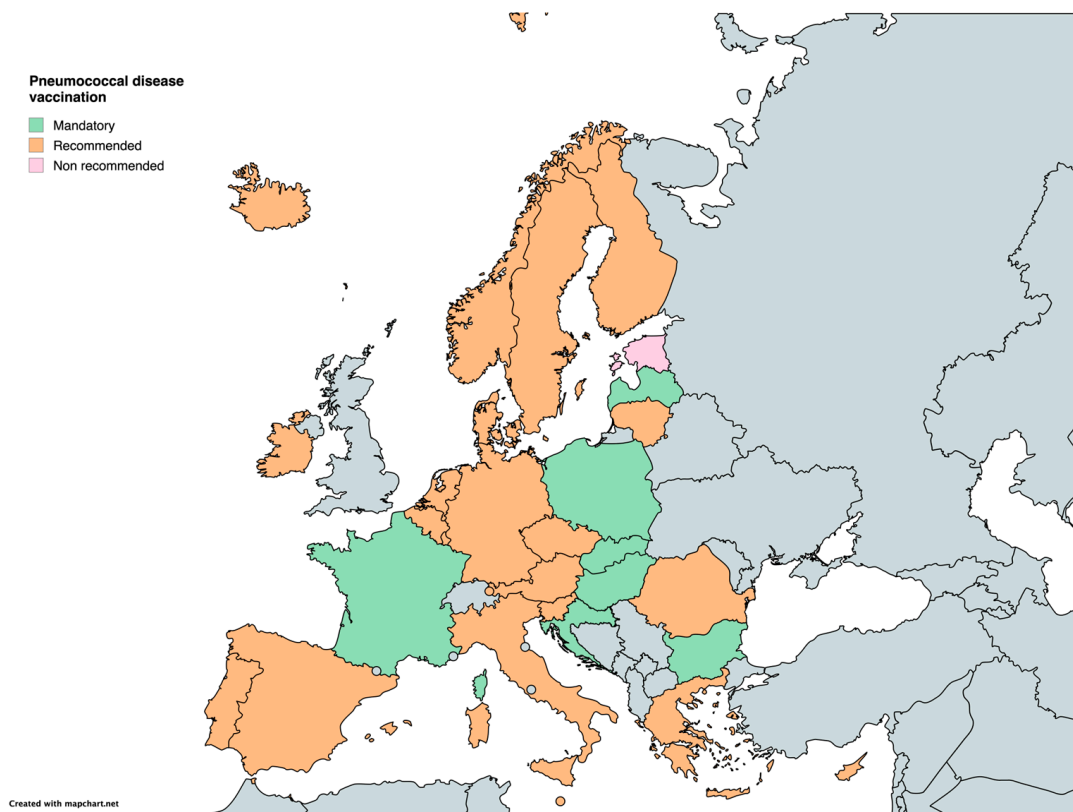 Pneumococcal disease
vaccination
Mandatory
Recommended
Non recommended
Created with mapchart.net